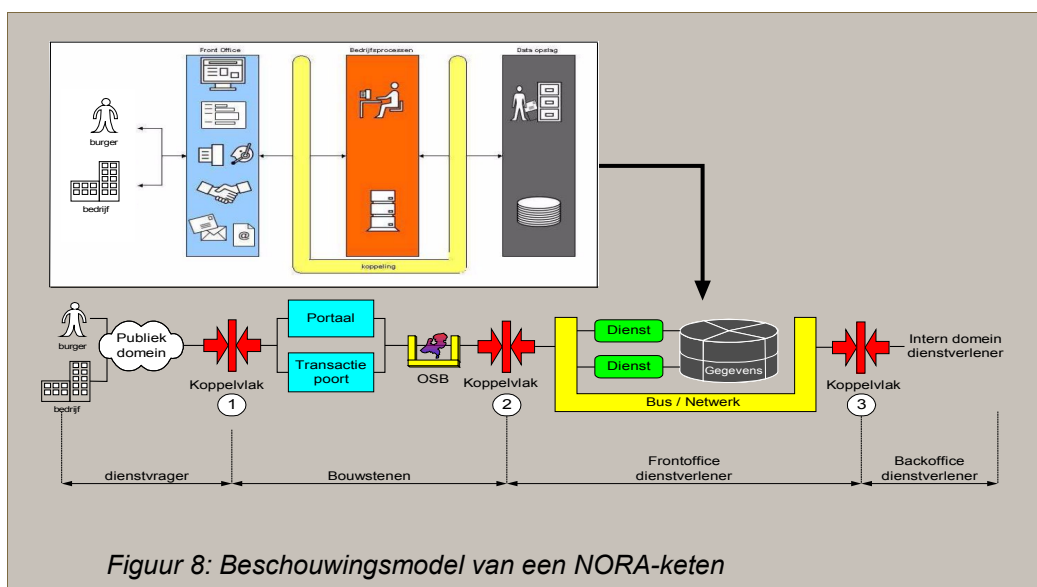 Front Office
Bedrijfsprocessen
Data opslag
burger
bedrijf
@
koppeling
burger
bedrijf
Publiek
domein
Koppelvlak
1
Portaal
Transactie
poort
OSB
Koppelvlak
2
Dienst
Dienst
Gegevens
Bus / Netwerk
Koppelvlak
3
Intern domein
dienstverlener
dienstvrager
Bouwstenen
Frontoffice
dienstverlener
Backoffice
dienstverlener
Figuur 8: Beschouwingsmodel van een NORA-keten